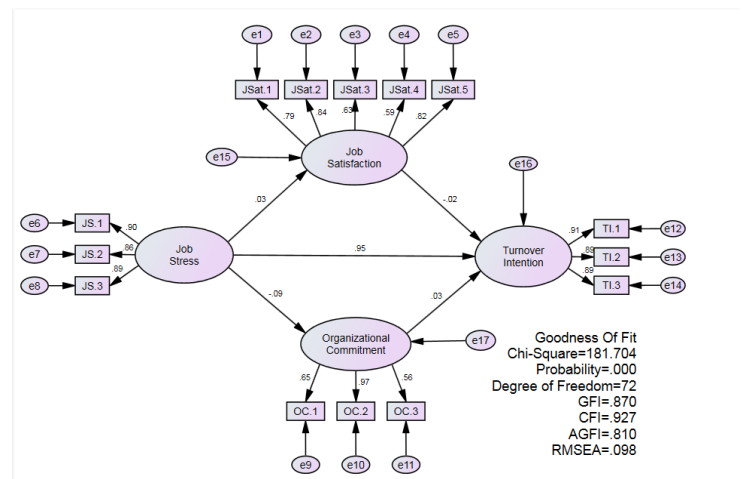 e1 e2 e3 e4 e5
JSat.1 JSat.2 JSat.3 JSat.4 JSat.5
.79 .84 .63 .59 .82
e15
Job
Satisfaction
e16
.03 -.02
e6 JS.1 .90
e7 JS.2 .86
e8 JS.3 .89
Job
Stress
.95
Turnover
Intention
.91 TI.1 e12
.89 TI.2 e13
.89 TI.3 e14
-.09 .03
Organizational
Commitment
e17
.65 .97 .56
OC.1 OC.2 OC.3
e9 e10 e11
Goodness Of Fit
Chi-Square=181.704
Probability=.000
Degree of Freedom=72
GFI=.870
CFI=.927
AGFI=.810
RMSEA=.098